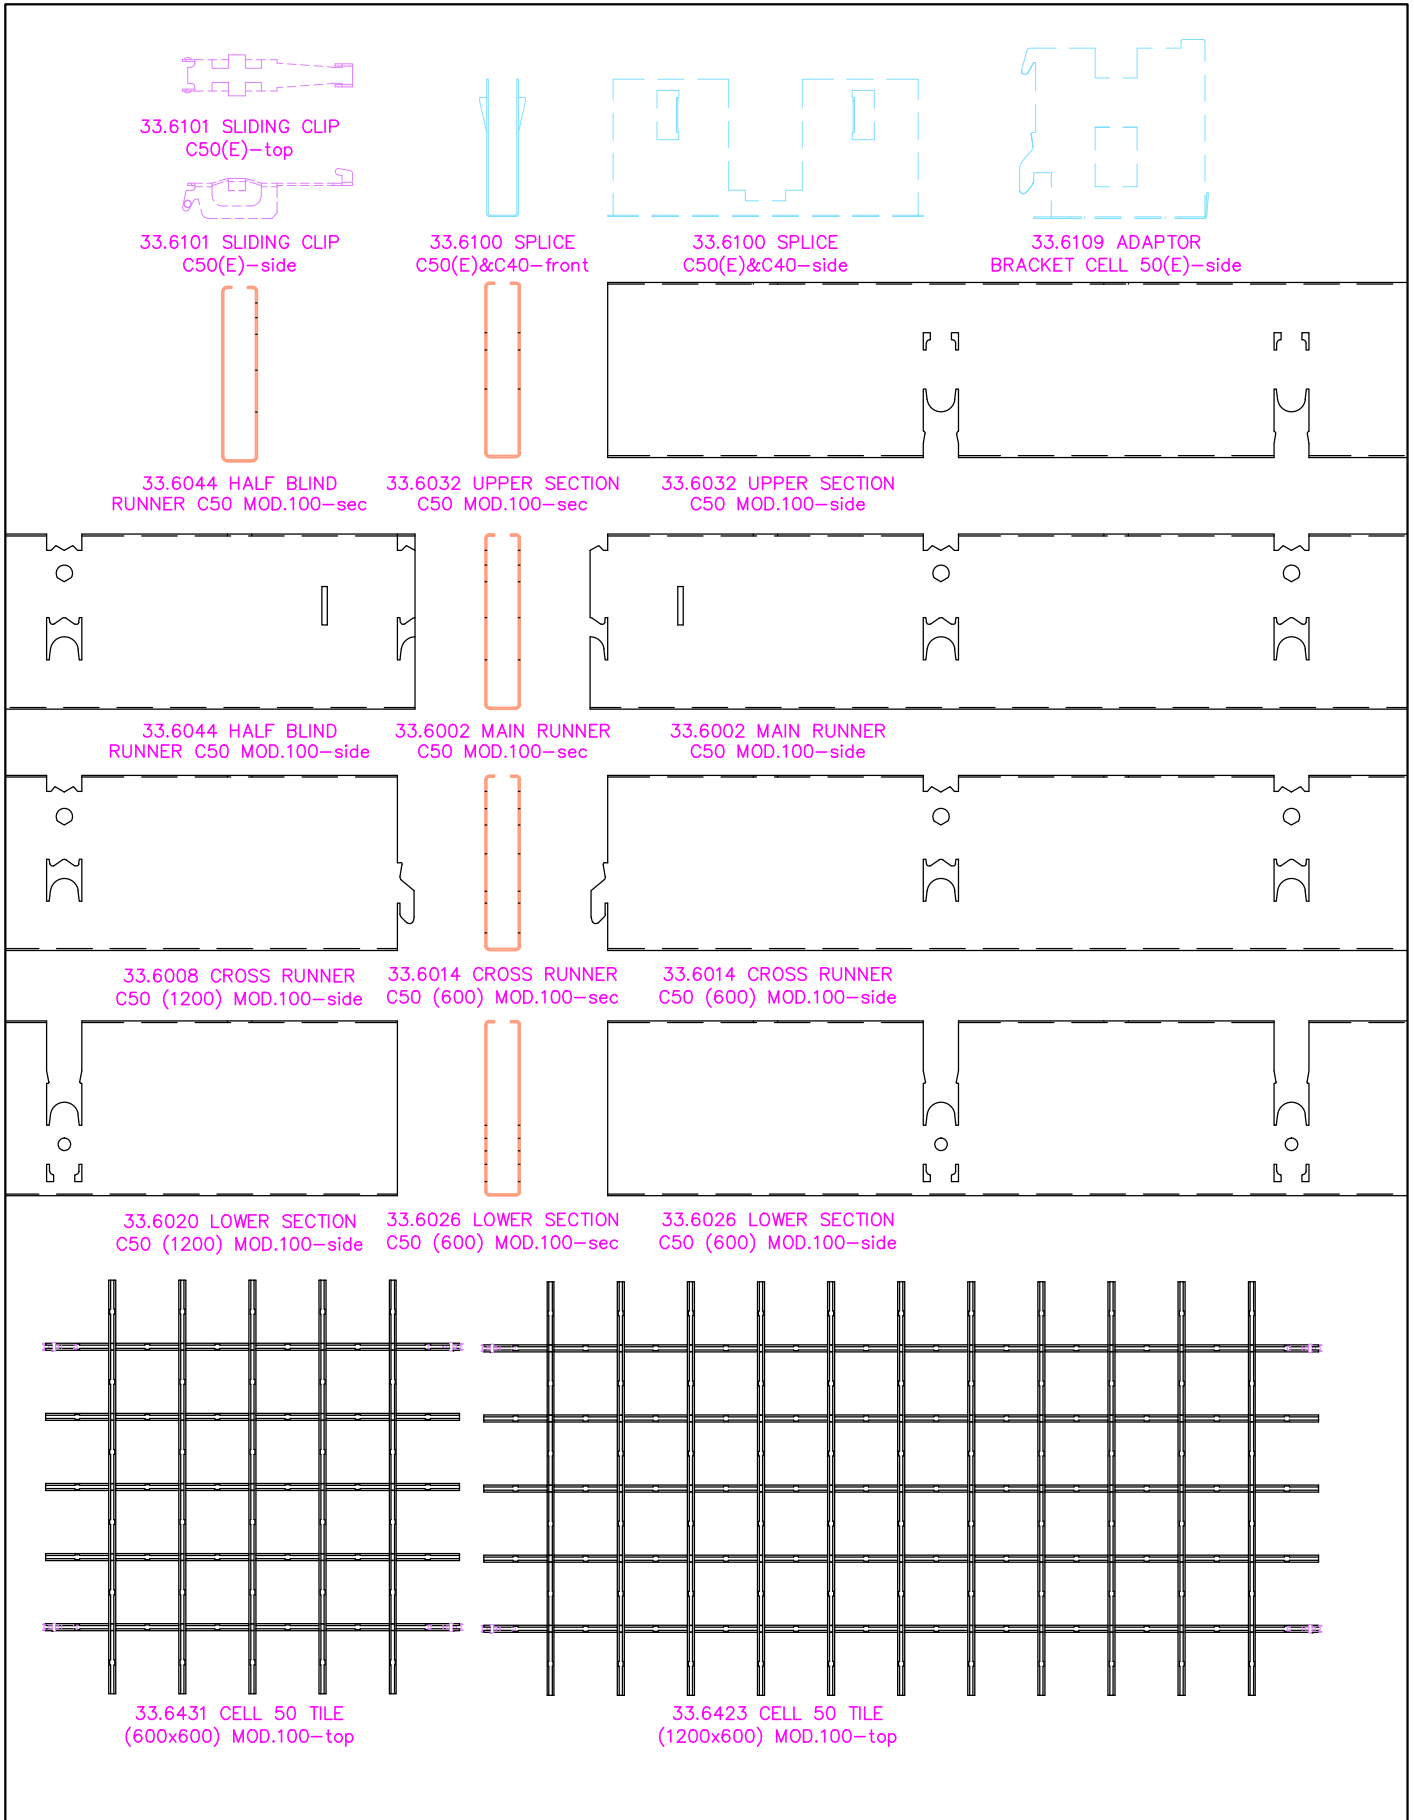 33.6101 SLIDING CLIP
C50(E)-top
33.6101 SLIDING CLIP
C50(E)-side
33.6100 SPLICE
C50(E)&C40-front
33.6100 SPLICE
C50(E)&C40-side
33.6109 ADAPTOR
BRACKET CELL 50(E)-side
33.6044 HALF BLIND
RUNNER C50 MOD.100-sec
33.6032 UPPER SECTION
C50 MOD.100-sec
33.6032 UPPER SECTION
C50 MOD.100-side
33.6044 HALF BLIND
RUNNER C50 MOD.100-side
33.6002 MAIN RUNNER
C50 MOD.100-sec
33.6002 MAIN RUNNER
C50 MOD.100-side
33.6008 CROSS RUNNER
C50 (1200) MOD.100-side
33.6014 CROSS RUNNER
C50 (600) MOD.100-sec
33.6014 CROSS RUNNER
C50 (600) MOD.100-side
33.6020 LOWER SECTION
C50 (1200) MOD.100-side
33.6026 LOWER SECTION
C50 (600) MOD.100-sec
33.6026 LOWER SECTION
C50 (600) MOD.100-side
33.6431 CELL 50 TILE
(600x600) MOD.100-top
33.6423 CELL 50 TILE
(1200x600) MOD.100-top